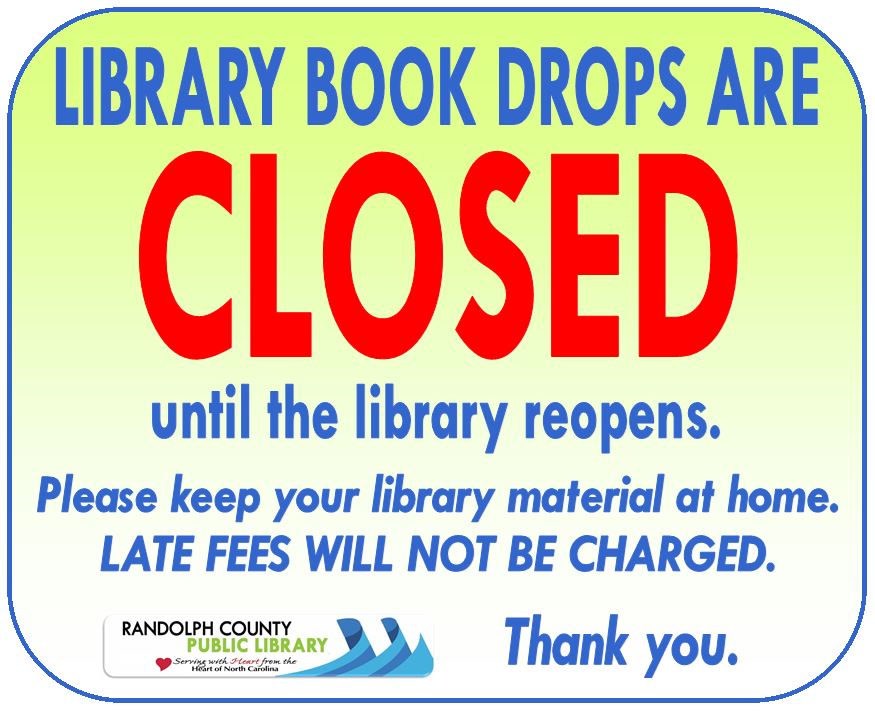 LIBRARY BOOK DROPS ARE
CLOSED
until the library reopens.
Please keep your library material at home.
LATE FEES WILL NOT BE CHARGED.
RANDOLPH COUNTY
PUBLIC LIBRARY
Serving with Heart from the
Heart of North Carolina
Thank you.